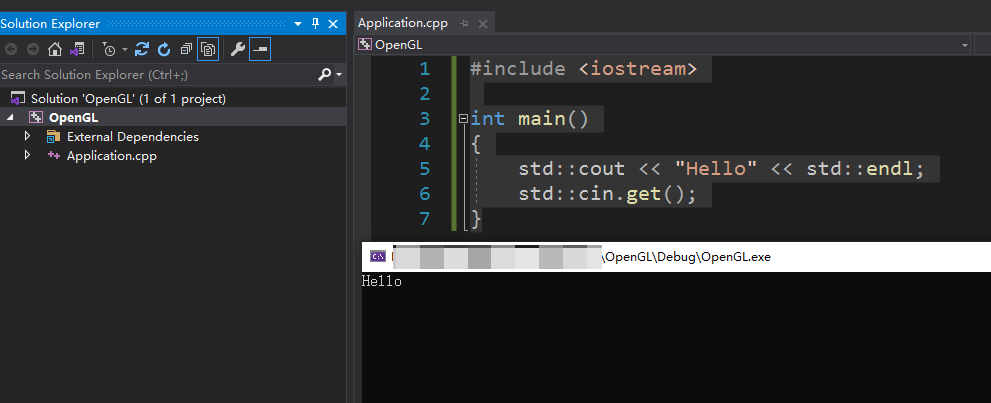 Solution Explorer
Search Solution Explorer (Ctrl+;)
Solution 'OpenGL' (1 of 1 project)
OpenGL
External Dependencies
Application.cpp
Application.cpp
OpenGL
1 #include <iostream>
2
3 int main()
4 {
5 std::cout << "Hello" << std::endl;
6 std::cin.get();
7 }
\OpenGL\Debug\OpenGL.exe
Hello